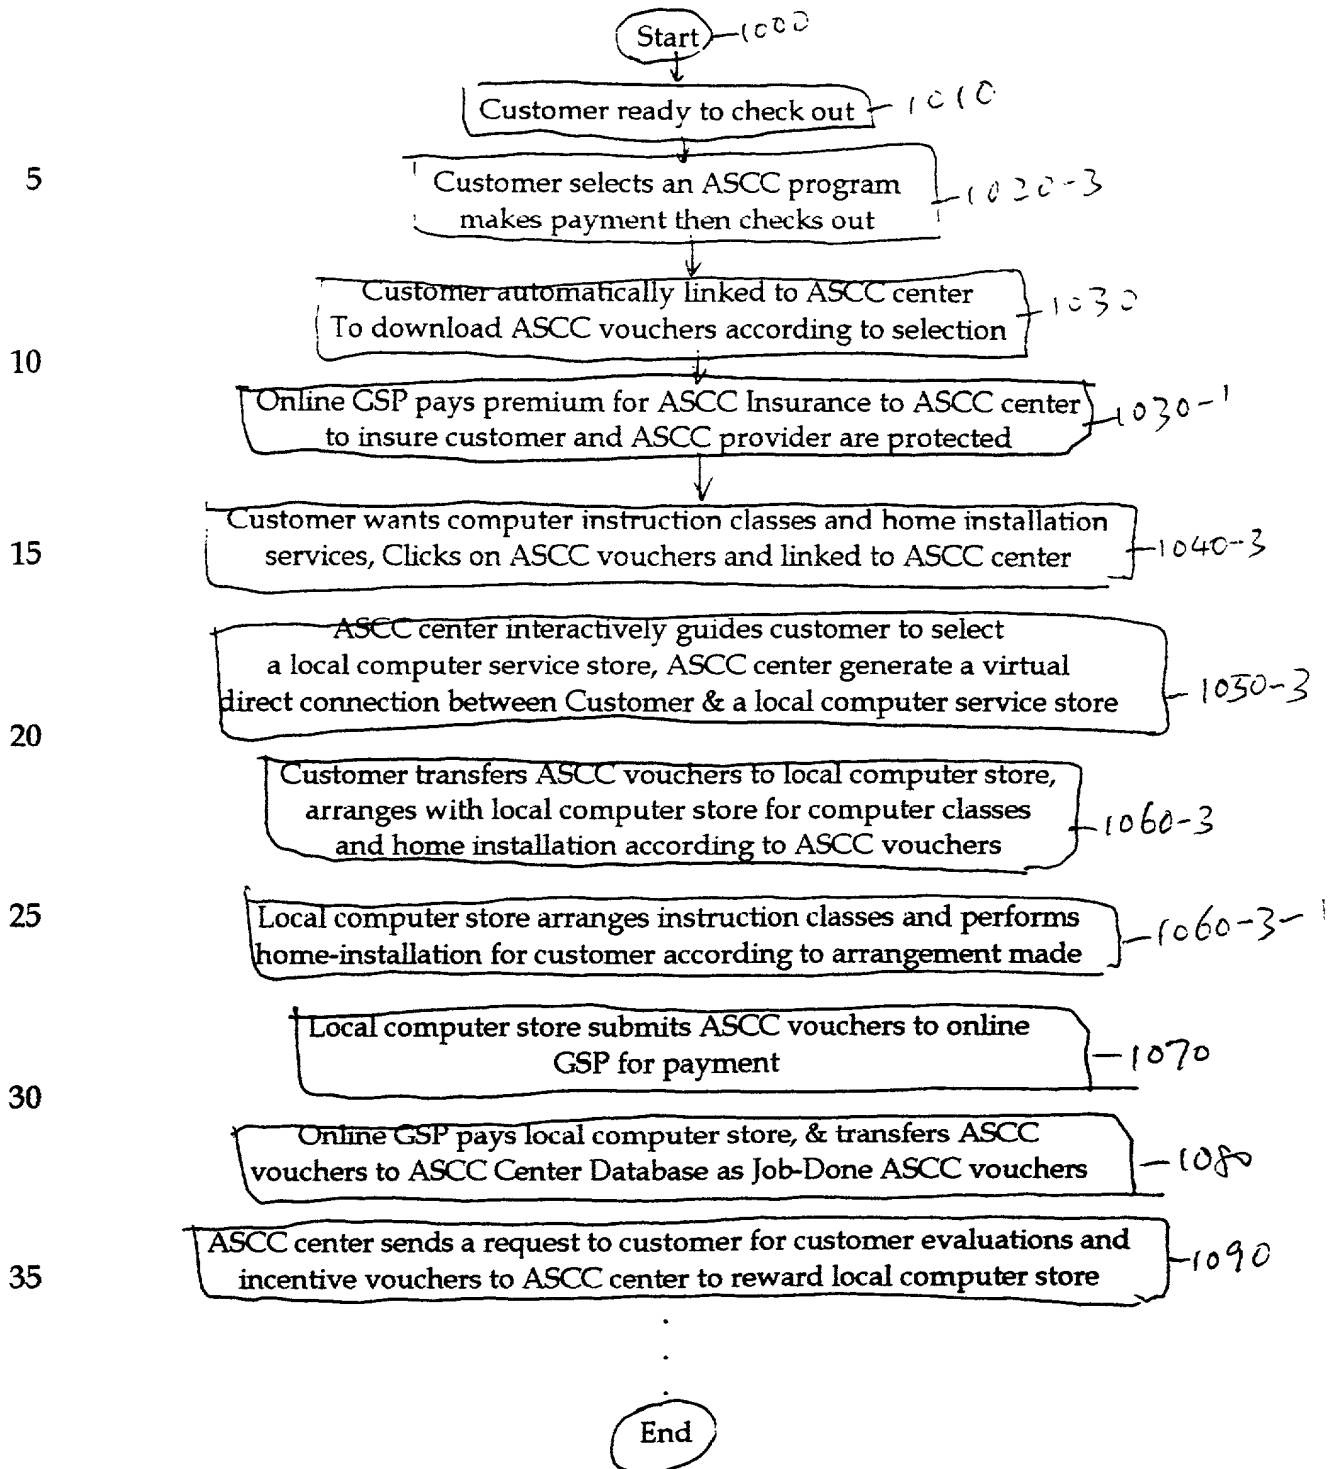 Start 1000
Customer ready to check out 1010
5
Customer selects an ASCC program
makes payment then checks out 1020-3
Customer automatically linked to ASCC center
To download ASCC vouchers according to selection 1030
10
Online GSP pays premium for ASCC Insurance to ASCC center
to insure customer and ASCC provider are protected 1030-1
Customer wants computer instruction classes and home installation
15
services, Clicks on ASCC vouchers and linked to ASCC center 1040-3
ASCC center interactively guides customer to select
a local computer service store, ASCC center generate a virtual
direct connection between Customer & a local computer service store 1050-3
20
Customer transfers ASCC vouchers to local computer store,
arranges with local computer store for computer classes
and home installation according to ASCC vouchers 1060-3
25
Local computer store arranges instruction classes and performs
home-installation for customer according to arrangement made 1060-3-1
Local computer store submits ASCC vouchers to online
GSP for payment 1070
30
Online GSP pays local computer store, & transfers ASCC
vouchers to ASCC Center Database as Job-Done ASCC vouchers 1080
ASCC center sends a request to customer for customer evaluations and
35
incentive vouchers to ASCC center to reward local computer store 1090
.
.
.
End